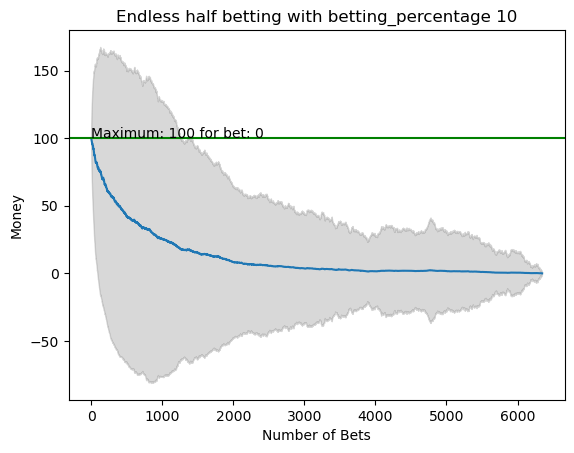 Endless half betting with betting_percentage 10
150
100
50
0
−50
Maximum: 100 for bet: 0
Money
0 1000 2000 3000 4000 5000 6000
Number of Bets